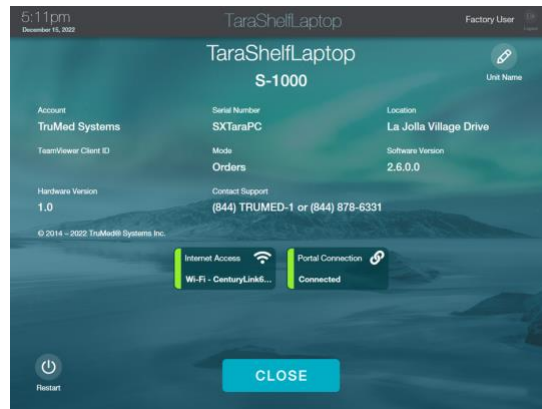 5:11pm
TaraShelfLaptop
Factory User
December 15, 2022
TaraShelfLaptop
S-1000
Unit Name
Account
Serial Number
Location
TruMed Systems
SXTaraPC
La Jolla Village Drive
TeamViewer Client ID
Mode
Software Version
Orders
2.6.0.0
Hardware Version
Contact Support
1.0
(844) TRUMED-1 or (844) 878-6331
© 2014 – 2022 TruMed® Systems Inc.
Internet Access
Portal Connection
Wi-Fi - CenturyLink6...
Connected
Restart
CLOSE